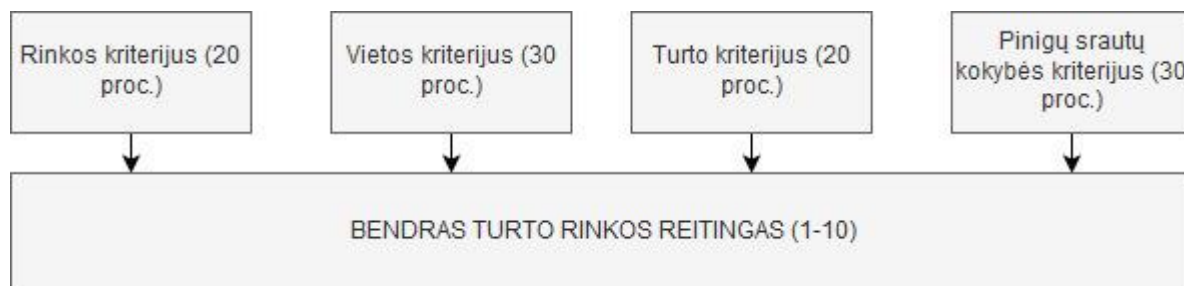 Rinkos kriterijus (20
proc.)
Vietos kriterijus (30
proc.)
Turto kriterijus (20
proc.)
Pinigų srautų
kokybės kriterijus (30
proc.)
BENDRAS TURTO RINKOS REITINGAS (1-10)